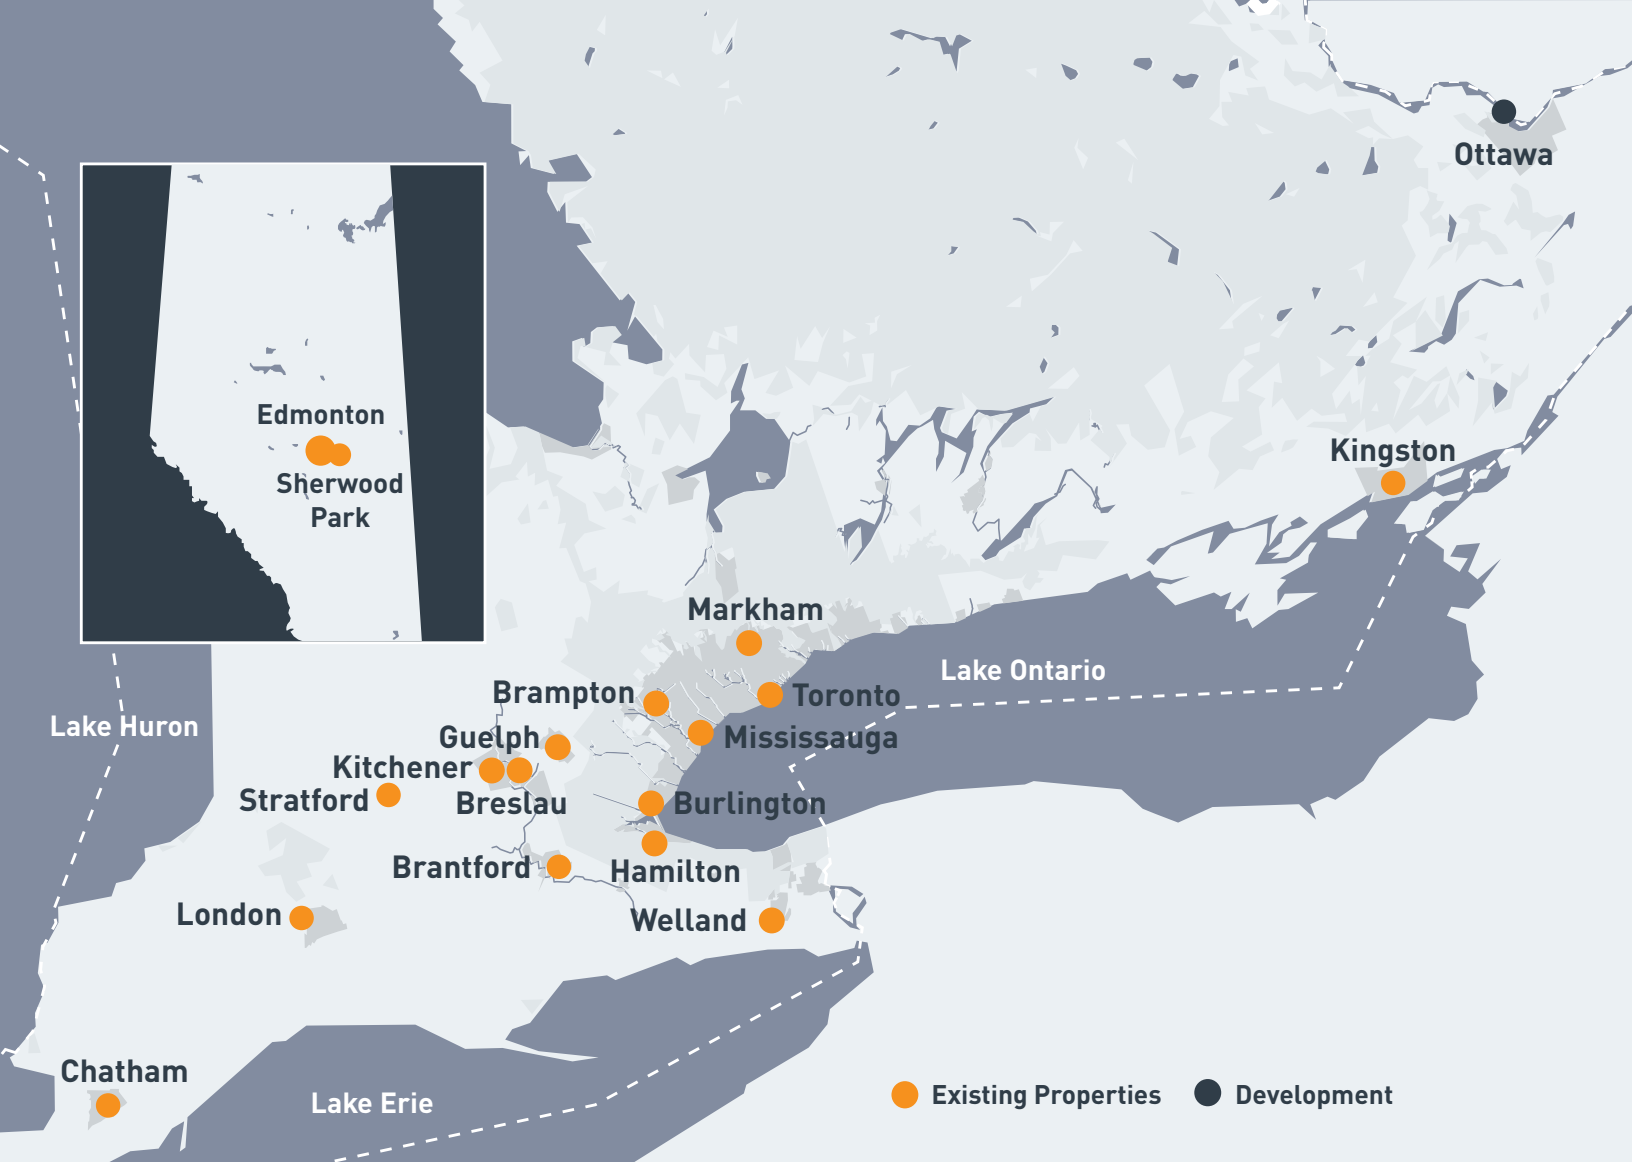 Ottawa
Edmonton
Sherwood
Park
Kingston
Markham
Lake Ontario
Brampton
Toronto
Lake Huron
Guelph
Mississauga
Kitchener
Stratford
Breslau
Burlington
Brantford
Hamilton
London
Welland
Chatham
Lake Erie
Existing Properties
Development